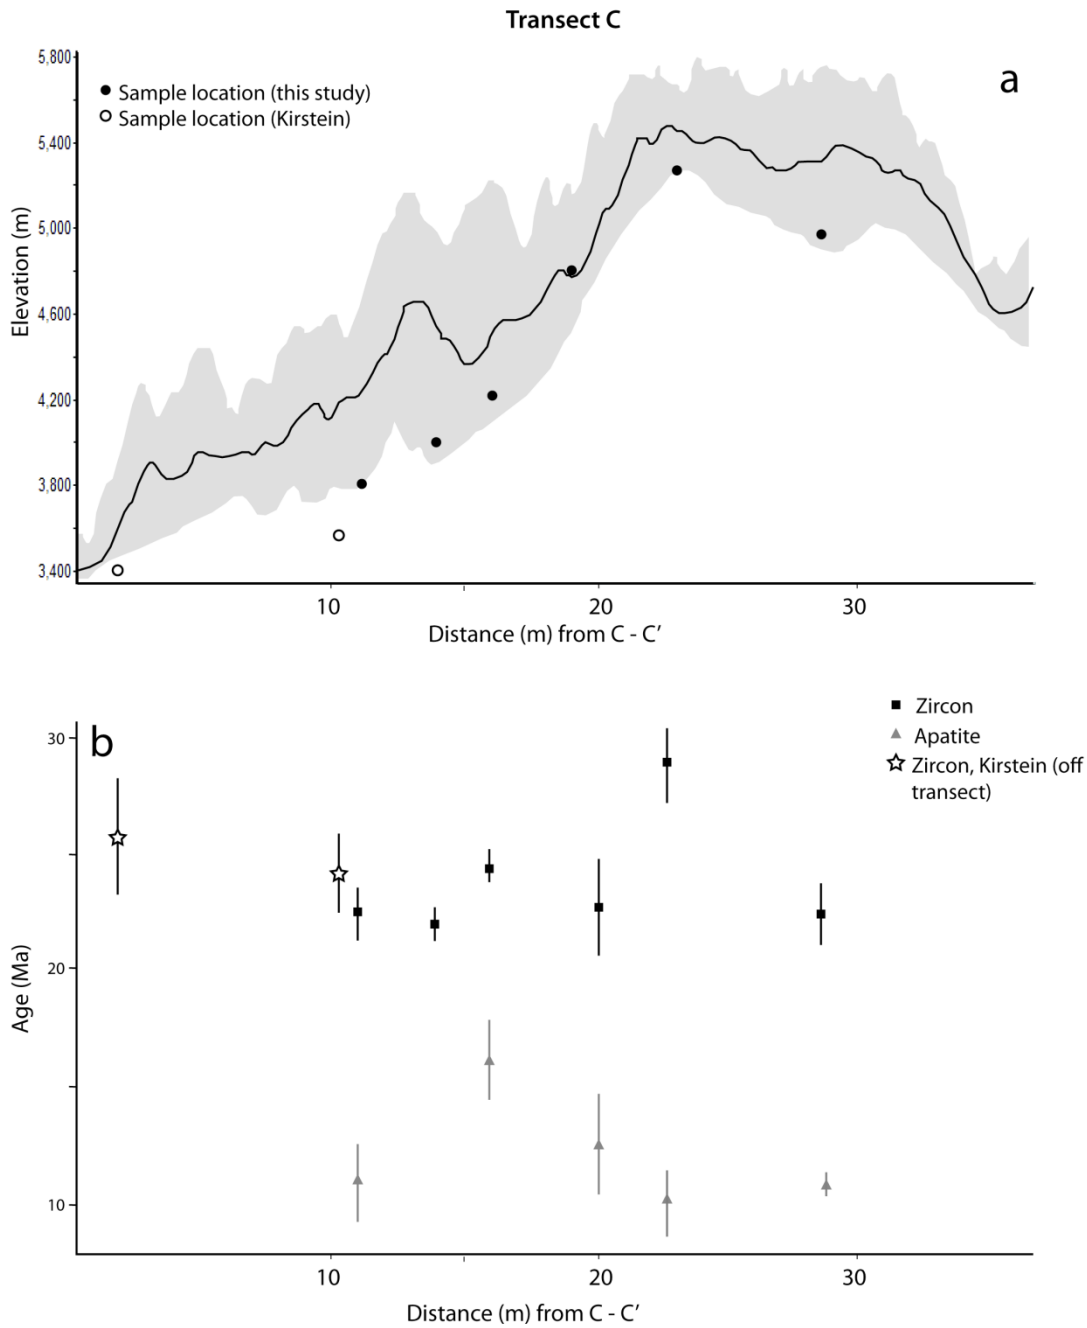 Transect C
a
Sample location (this study)
Sample location (Kirstein)
5,800
5,400
5,000
4,600
4,200
3,800
3,400
Elevation (m)
10 20 30
Distance (m) from C - C′
b
Zircon
Apatite
Zircon, Kirstein (off
transect)
30
20
10
Age (Ma)
10 20 30
Distance (m) from C - C′